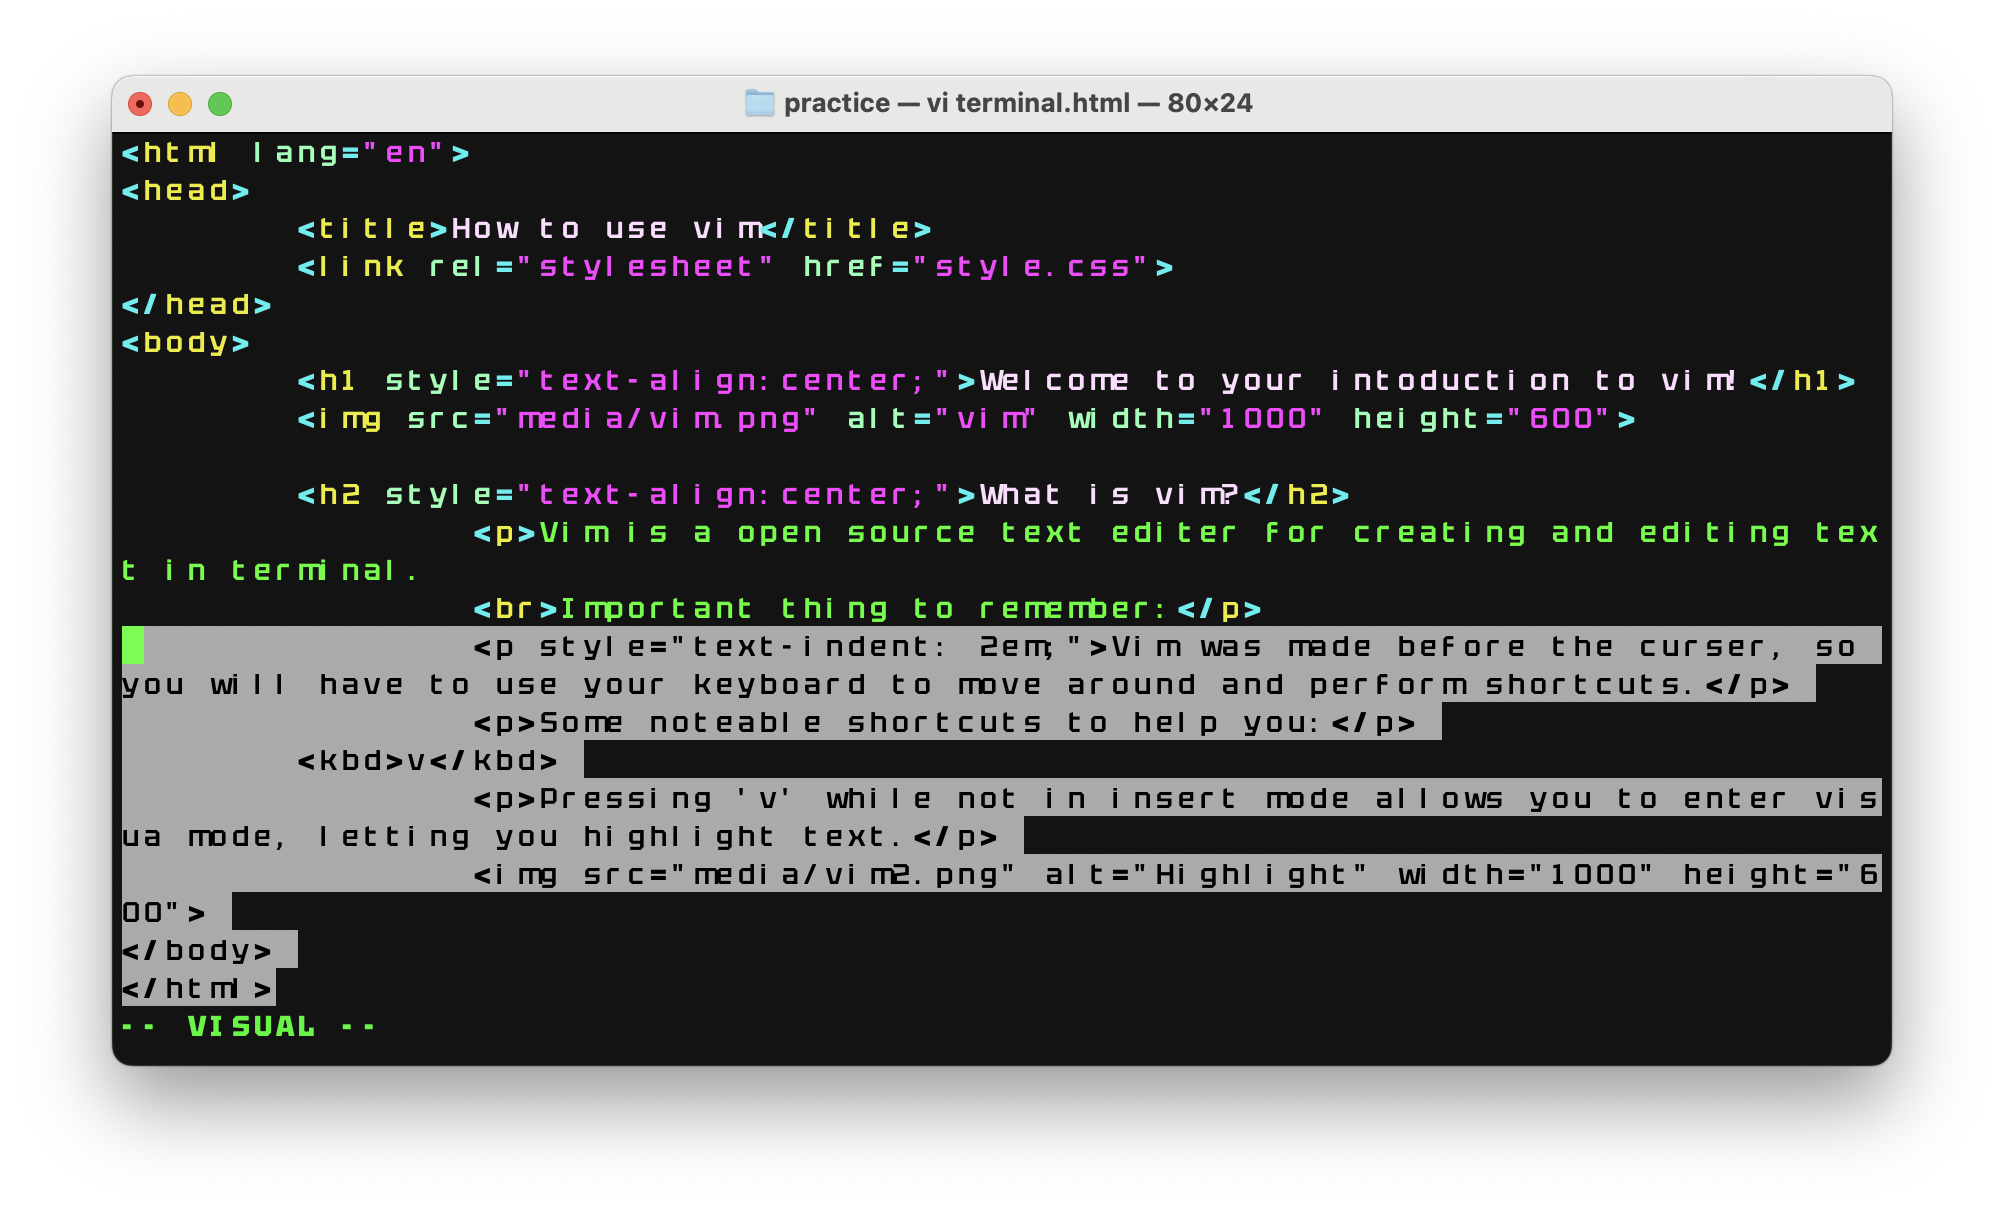 practice — vi terminal.html — 80×24
<html lang="en">
<head>
<title>How to use vim</title>
<link rel="stylesheet" href="style.css">
</head>
<body>
<h1 style="text-align:center;">Welcome to your intoduction to vim!</h1>
<img src="media/vim.png" alt="vim" width="1000" height="600">
<h2 style="text-align:center;">What is vim?</h2>
<p>Vim is a open source text editer for creating and editing tex
t in terminal.
<br>Important thing to remember:</p>
<p style="text-indent: 2em;">Vim was made before the curser, so
you will have to use your keyboard to move around and perform shortcuts.</p>
<p>Some noteable shortcuts to help you:</p>
<kbd>v</kbd>
<p>Pressing 'v' while not in insert mode allows you to enter vis
ua mode, letting you highlight text.</p>
<img src="media/vim2.png" alt="Highlight" width="1000" height="6
00">
</body>
</html>
-- VISUAL --